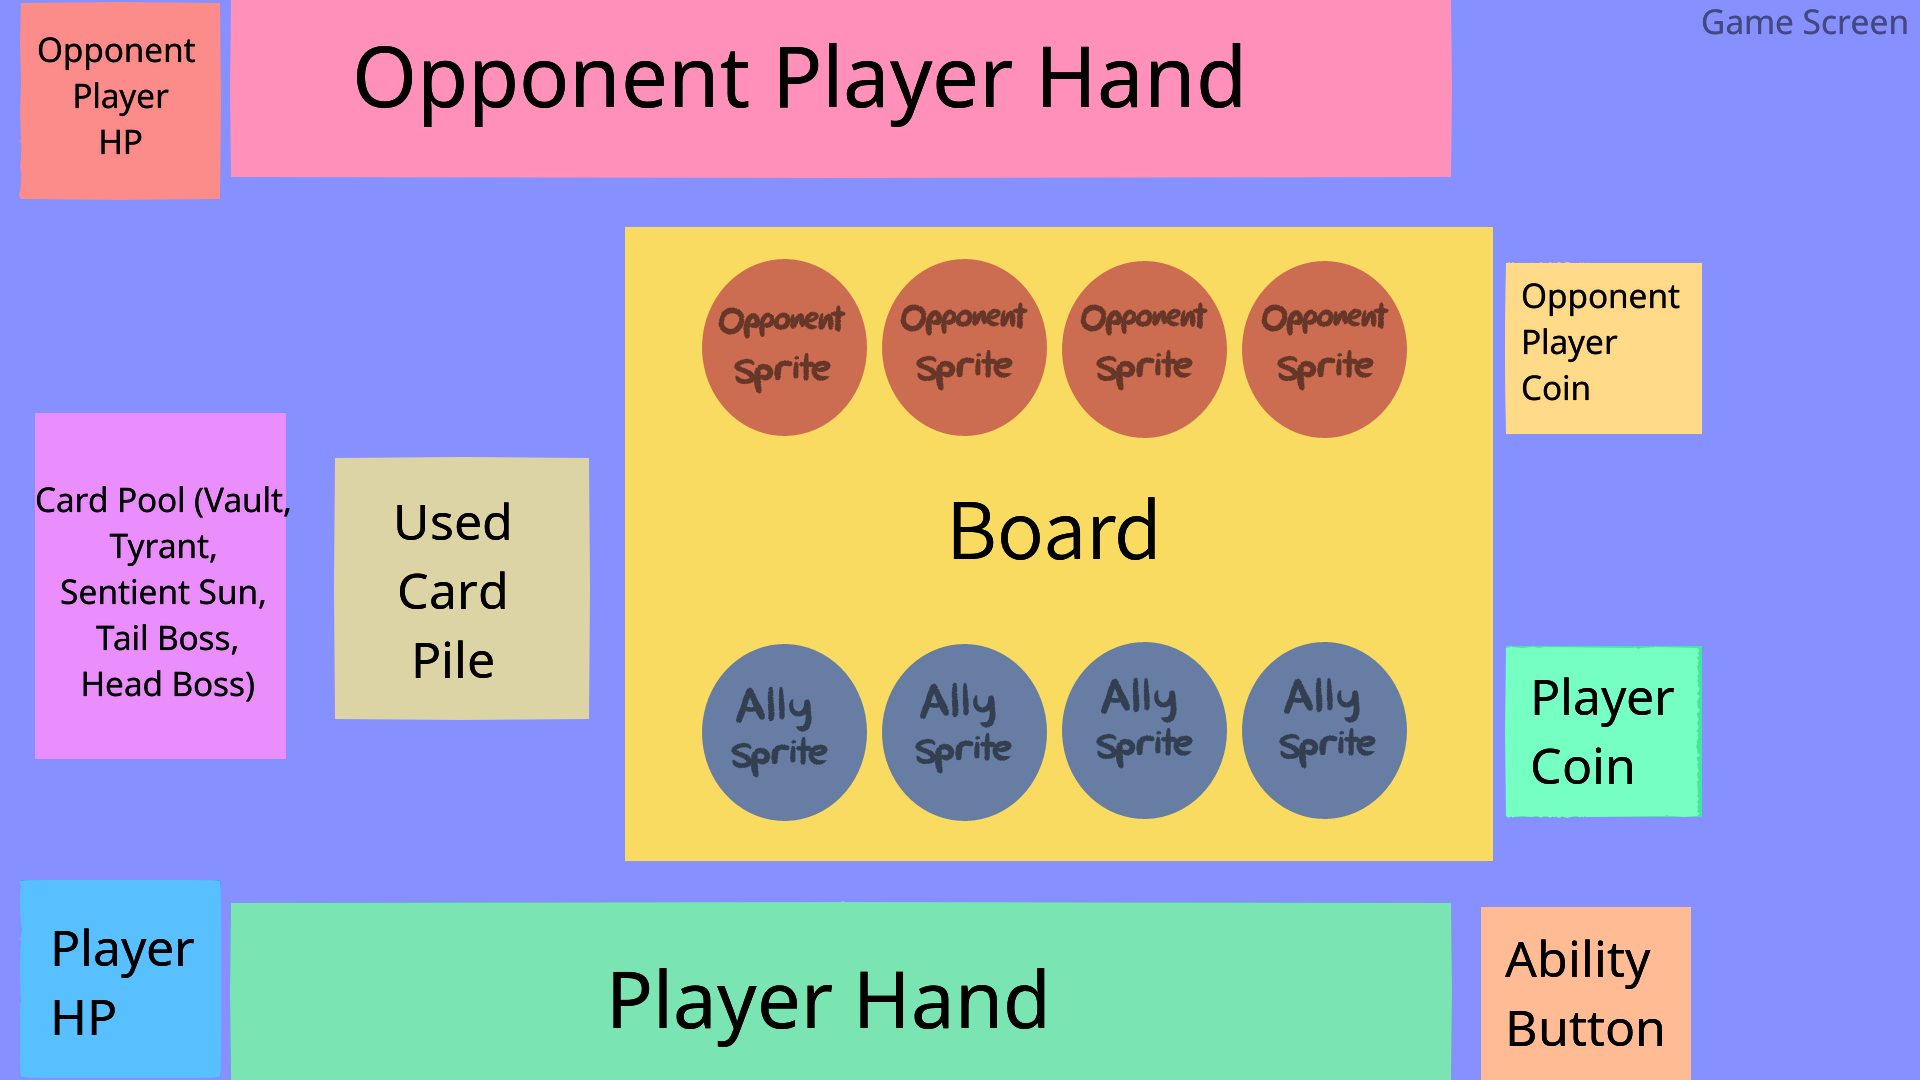 Game Screen
Opponent
Player
HP
Opponent Player Hand
Opponent
Sprite
Opponent
Sprite
Opponent
Sprite
Opponent
Sprite
Opponent
Player
Coin
Card Pool (Vault,
Tyrant,
Sentient Sun,
Tail Boss,
Head Boss)
Used
Card
Pile
Board
Ally
Sprite
Ally
Sprite
Ally
Sprite
Ally
Sprite
Player
Coin
Player
HP
Player Hand
Ability
Button